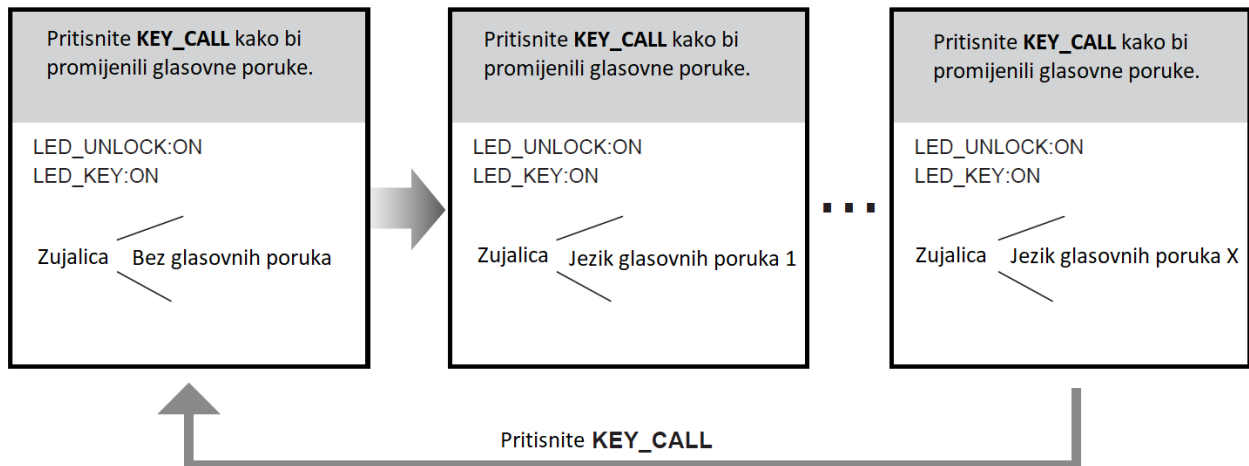 Pritisnite KEY_CALL kako bi
promijenili glasovne poruke.
LED_UNLOCK:ON
LED_KEY:ON
Zujalica
Bez glasovnih poruka
Pritisnite KEY_CALL kako bi
promijenili glasovne poruke.
LED_UNLOCK:ON
LED_KEY:ON
Zujalica
Jezik glasovnih poruka 1
...
Pritisnite KEY_CALL kako bi
promijenili glasovne poruke.
LED_UNLOCK:ON
LED_KEY:ON
Zujalica
Jezik glasovnih poruka X
Pritisnite KEY_CALL